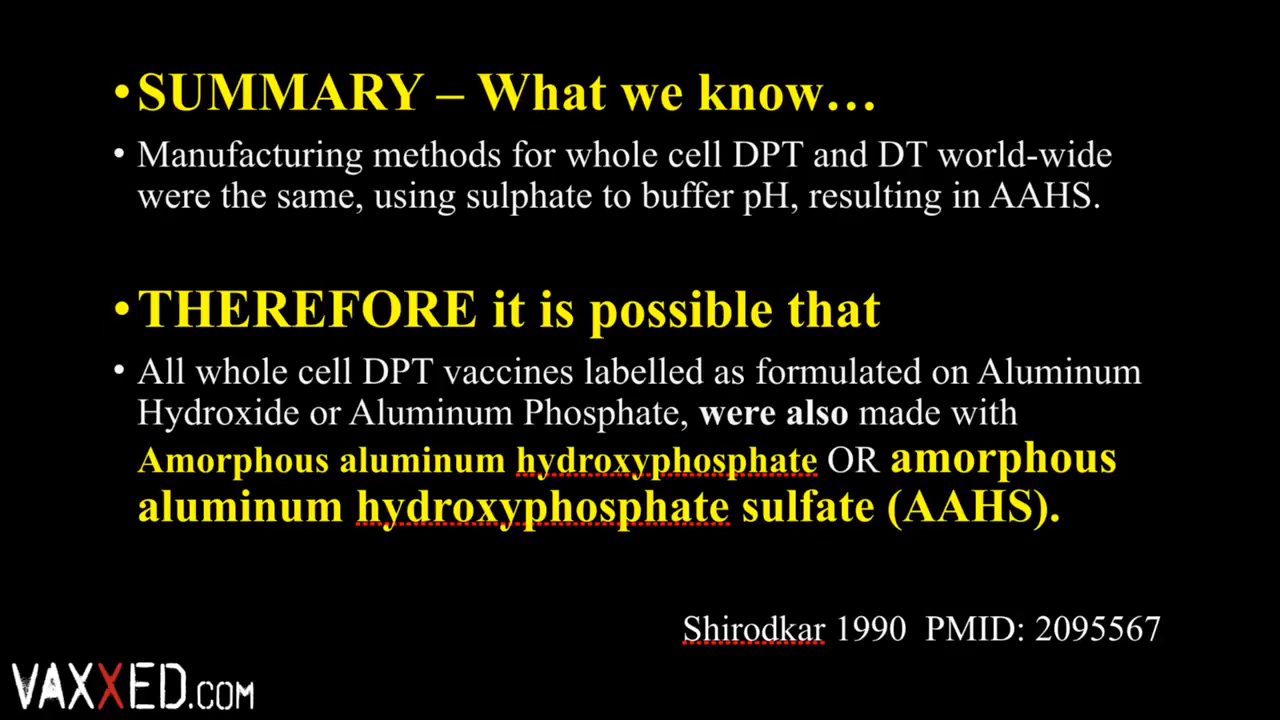 •SUMMARY – What we know…
• Manufacturing methods for whole cell DPT and DT world-wide
were the same, using sulphate to buffer pH, resulting in AAHS.
•THEREFORE it is possible that
• All whole cell DPT vaccines labelled as formulated on Aluminum
Hydroxide or Aluminum Phosphate, were also made with
Amorphous aluminum hydroxyphosphate OR amorphous
aluminum hydroxyphosphate sulfate (AAHS).
Shirodkar 1990 PMID: 2095567
VAXXED.COM